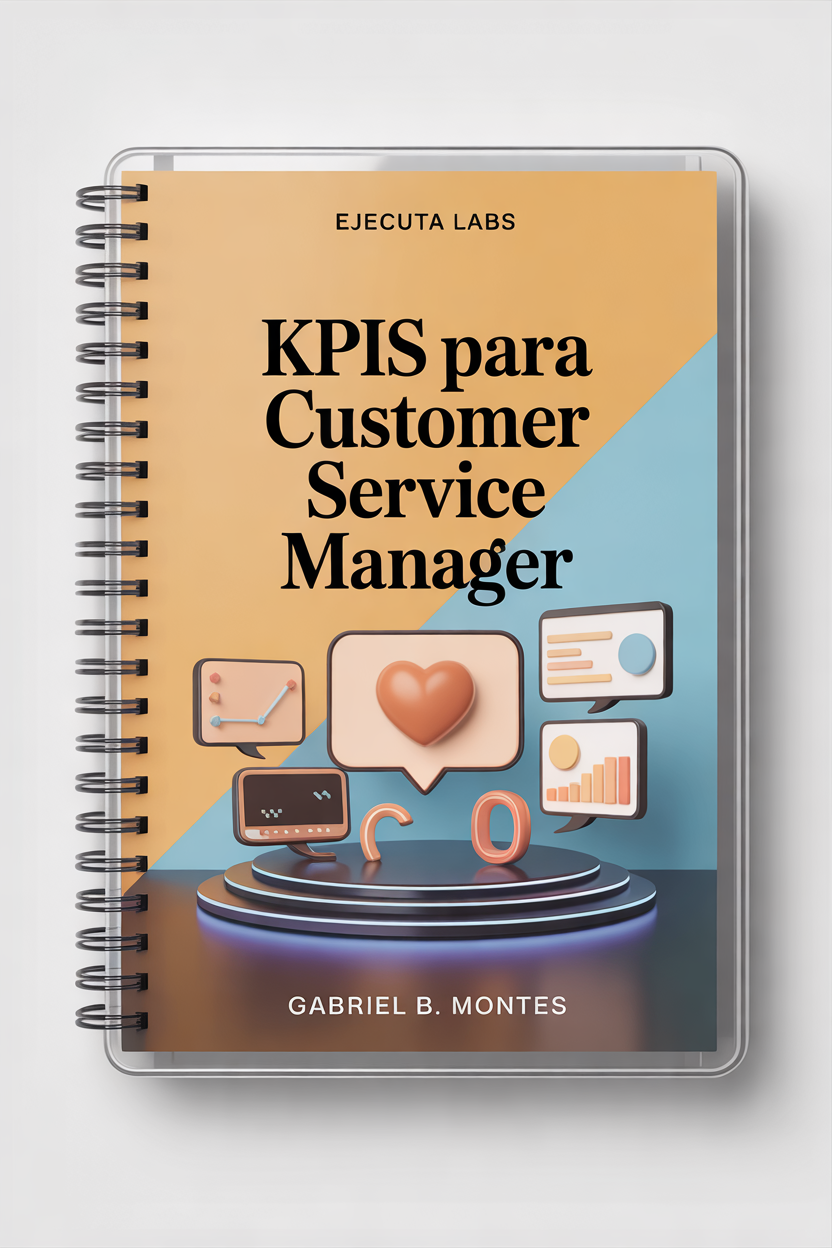 EJECUTA LABS
KPIS para
Customer
Service
Manager
GABRIEL B. MONTES